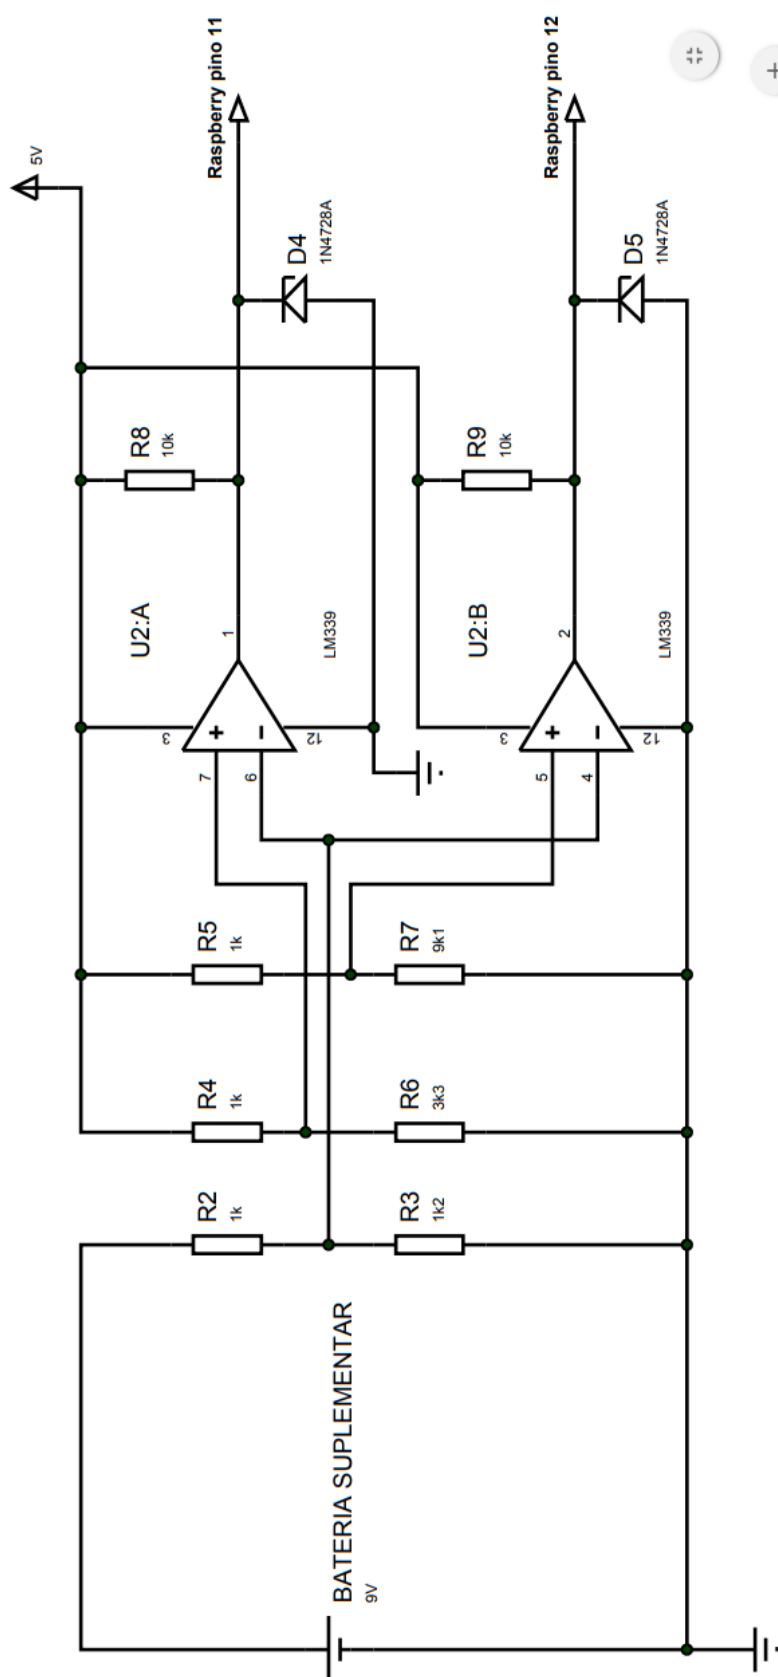 5V
Raspberry pino 11
Raspberry pino 12
D4
1N4728A
D5
1N4728A
R8
10k
R9
10k
U2:A
3
1
12
7
6
+
-
LM339
U2:B
3
2
12
5
4
+
-
LM339
R5
1k
R7
9k1
R4
1k
R6
3k3
R2
1k
R3
1k2
BATERIA SUPLEMENTAR
9V